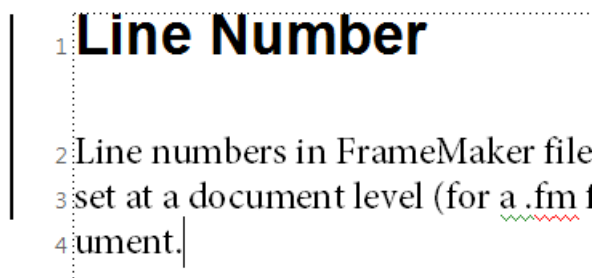 1 Line Number
2 Line numbers in FrameMaker file
3 set at a document level (for a .fm f
4 ument.